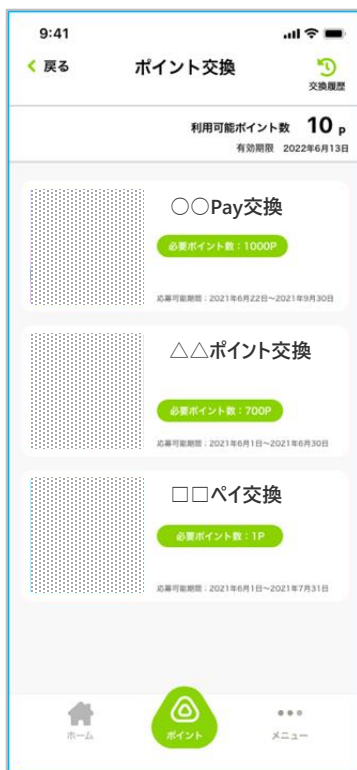 9:41
戻る
ポイント交換
交換履歴
利用可能ポイント数 10 P
有効期限 2022年6月13日
○○Pay交換
必要ポイント数:1000P
応募可能期間:2021年6月22日~2021年9月30日
△△ポイント交換
必要ポイント数:700P
応募可能期間:2021年6月1日~2021年6月30日
□□ペイ交換
必要ポイント数:1P
応募可能期間:2021年6月1日~2021年7月31日
ホーム
ポイント
メニュー